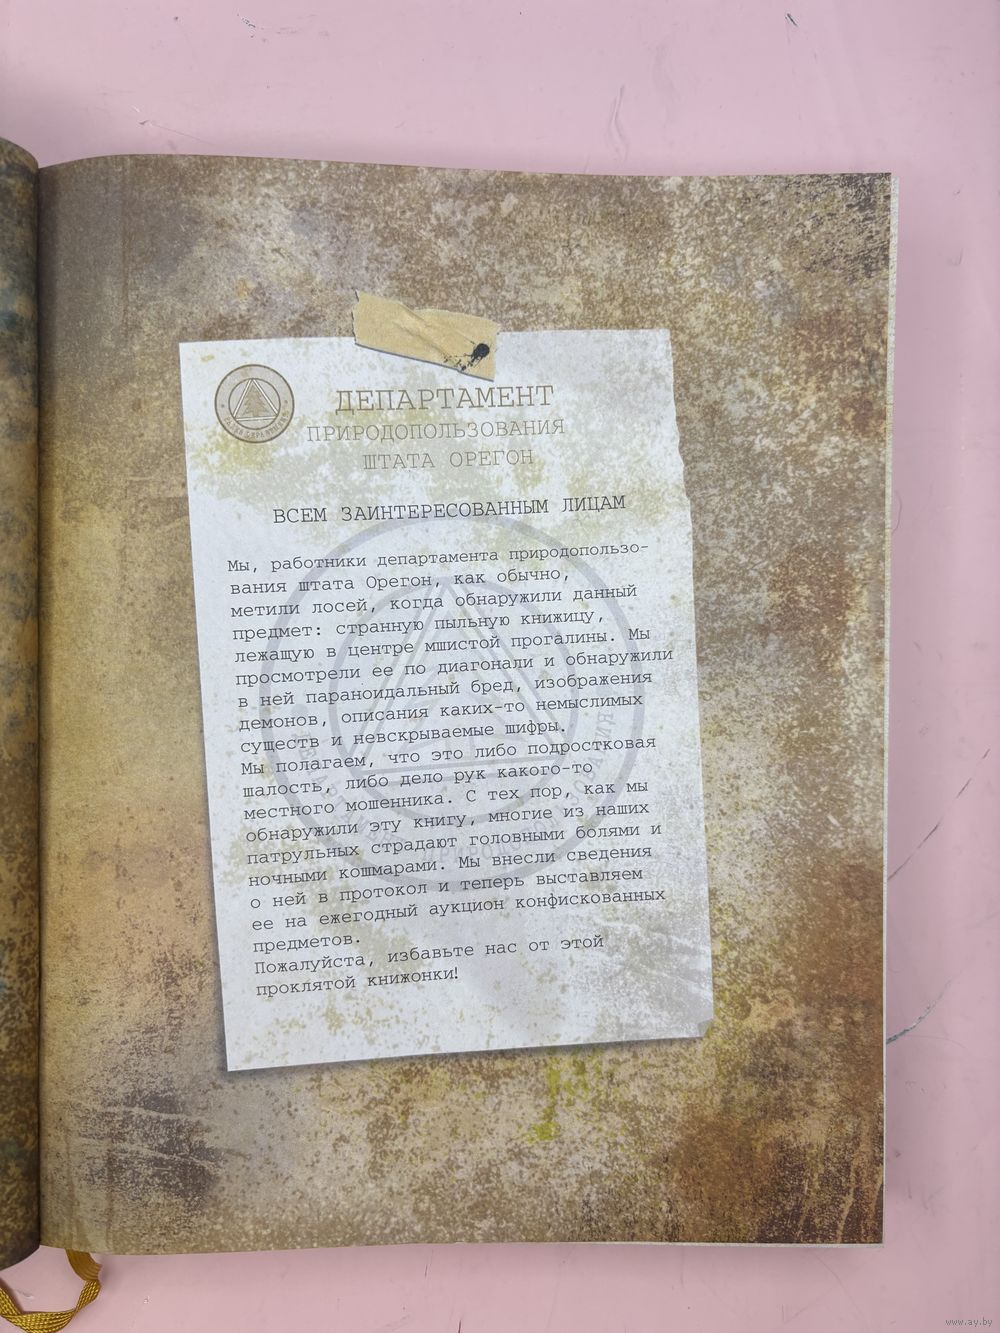 ДЕПАРТАМЕНТ
ПРИРОДОПОЛЬЗОВАНИЯ
ШТАТА ОРЕГОН
ВСЕМ ЗАИНТЕРЕСОВАННЫМ ЛИЦАМ
Мы, работники департамента природопользо-
вания штата Орегон, как обычно,
метили лосей, когда обнаружили данный
предмет: странную пыльную книжицу,
лежащую в центре мшистой прогалины. Мы
просмотрели ее по диагонали и обнаружили
в ней параноидальный бред, изображения
демонов, описания каких-то немыслимых
существ и невскрываемые шифры.
Мы полагаем, что это либо подростковая
шалость, либо дело рук какого-то
местного мошенника. С тех пор, как мы
обнаружили эту книгу, многие из наших
патрульных страдают головными болями и
ночными кошмарами. Мы внесли сведения
о ней в протокол и теперь выставляем
ее на ежегодный аукцион конфискованных
предметов.
Пожалуйста, избавьте нас от этой
проклятой книжонки!
www.ay.by